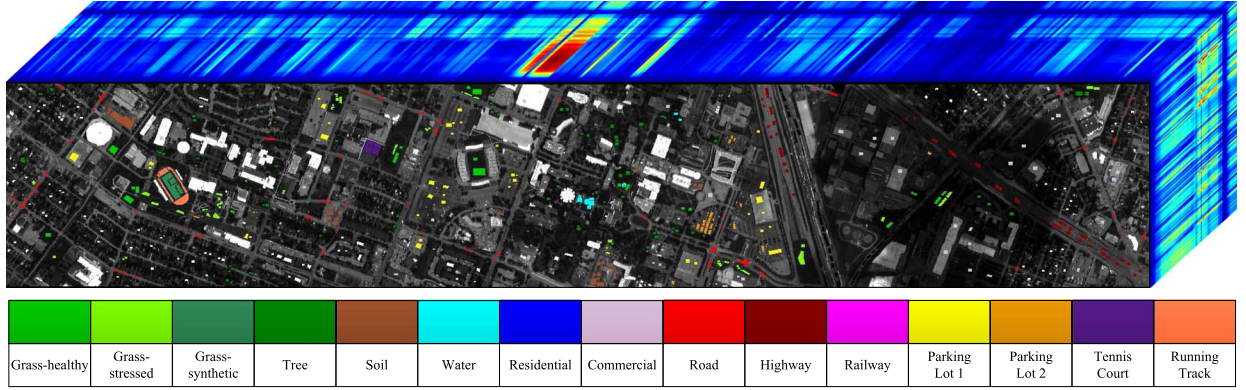 Grass-healthy
Grass-
stressed
Grass-
synthetic
Tree
Soil
Water
Residential
Commercial
Road
Highway
Railway
Parking
Lot 1
Parking
Lot 2
Tennis
Court
Running
Track